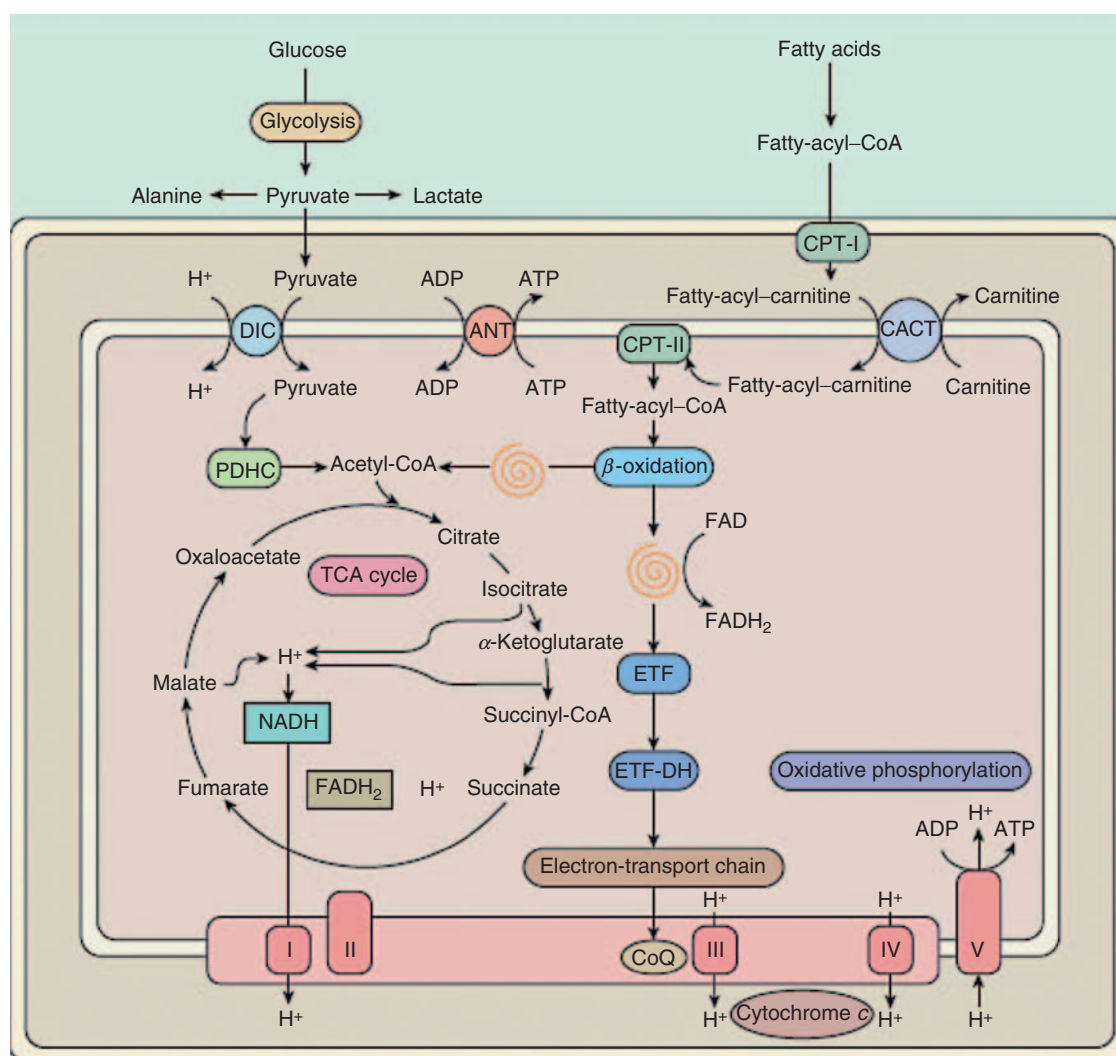 Glucose
Fatty acids
Glycolysis
Fatty-acyl–CoA
Alanine
Pyruvate
Lactate
CPT-I
H⁺
Pyruvate
ADP
ATP
Fatty-acyl–carnitine
Carnitine
DIC
ANT
CPT-II
CACT
H⁺
Pyruvate
ADP
ATP
Fatty-acyl–carnitine
Carnitine
Fatty-acyl–CoA
PDHC
Acetyl-CoA
β-oxidation
Citrate
FAD
Oxaloacetate
TCA cycle
Isocitrate
FADH₂
α-Ketoglutarate
H⁺
ETF
Malate
NADH
Succinyl-CoA
ETF-DH
Oxidative phosphorylation
Fumarate
FADH₂
H⁺
Succinate
H⁺
ADP
ATP
Electron-transport chain
H⁺
H⁺
I
II
CoQ
III
IV
V
H⁺
H⁺
Cytochrome c
H⁺
H⁺